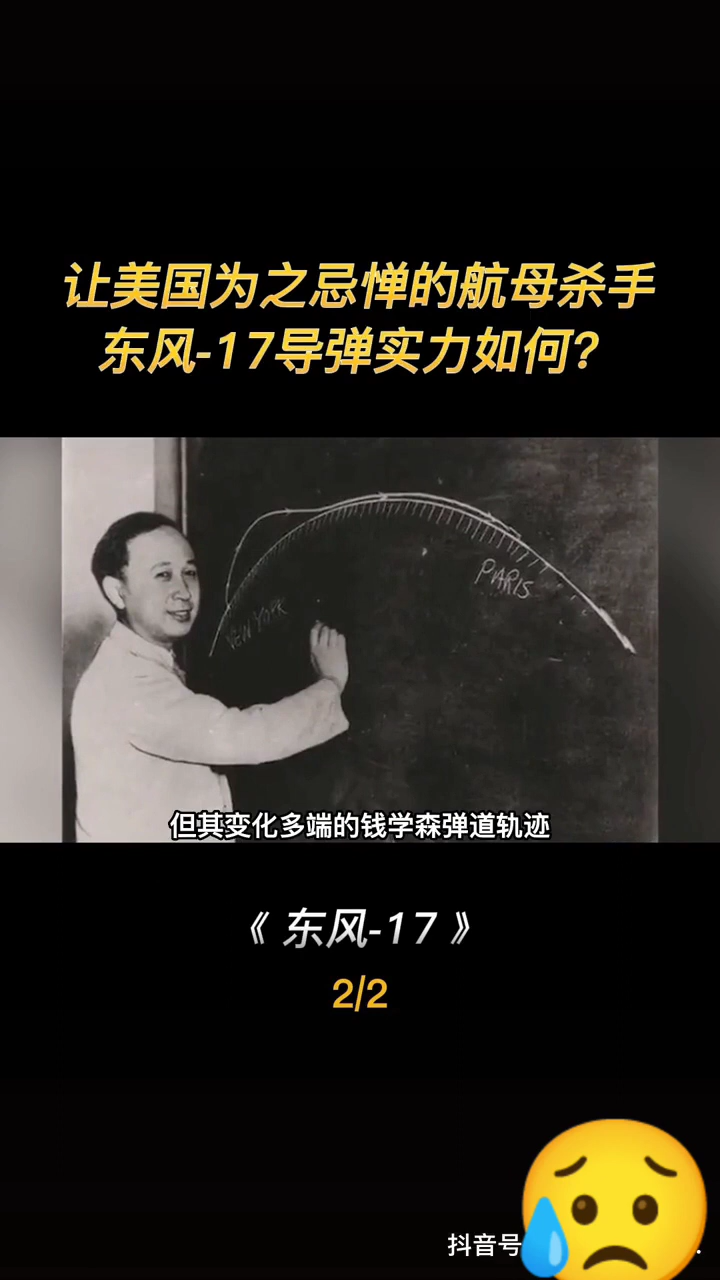 让美国为之忌惮的航母杀手
东风-17导弹实力如何？
NEW YORK
PARIS
但其变化多端的钱学森弹道轨迹
《 东风-17 》
2/2
抖音号